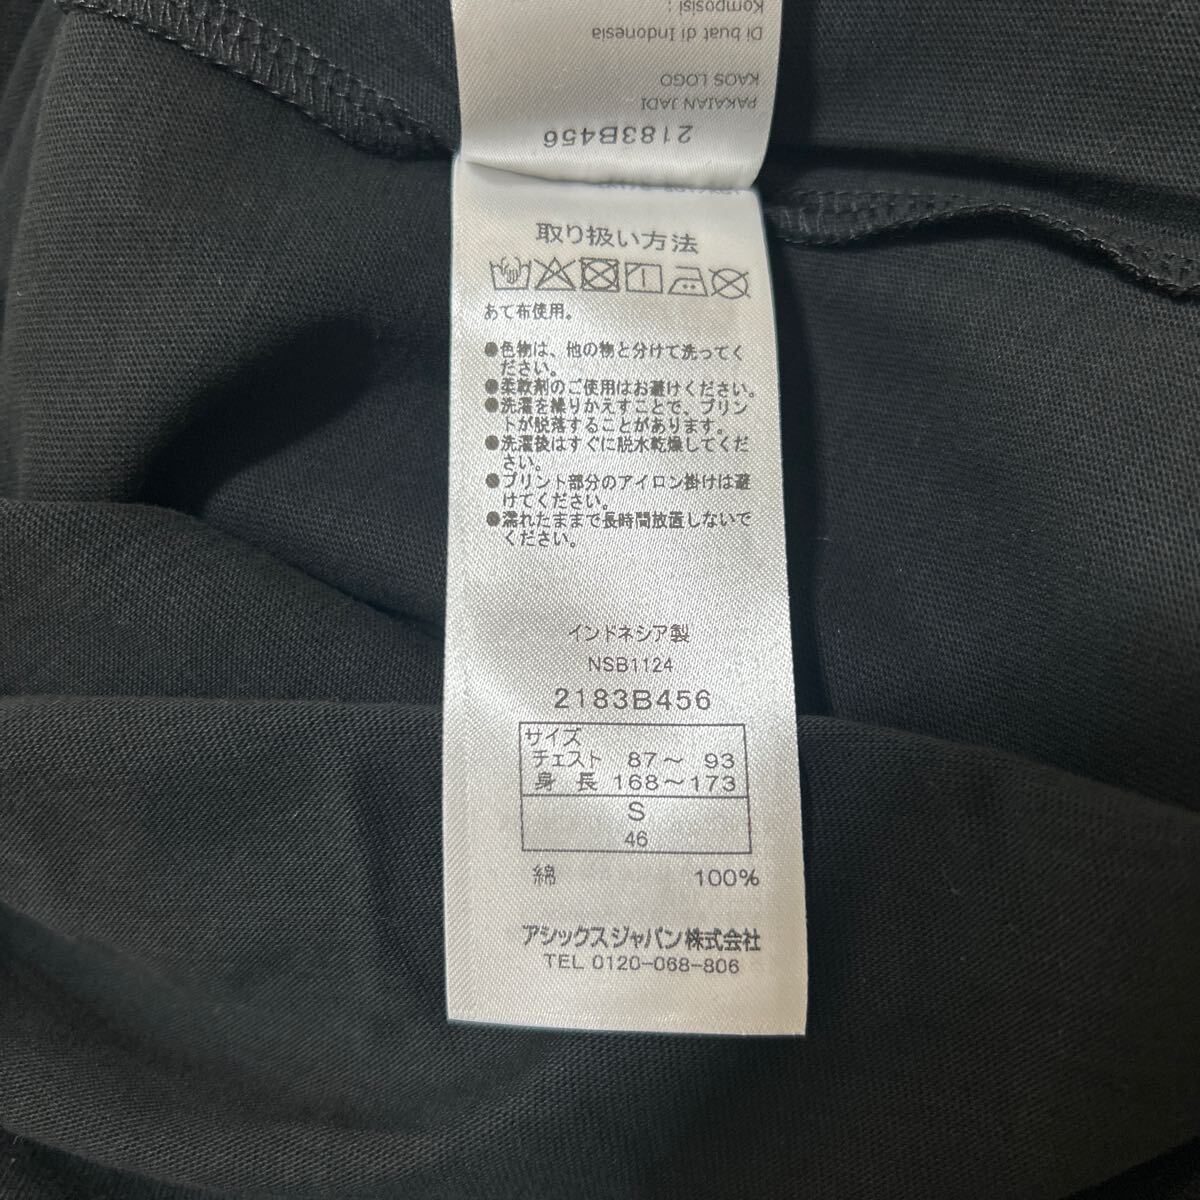 Komposisi :
Di buat di Indonesia
KAOS LOGO
PAKAIAN JADI
2183B456
取り扱い方法
あて布使用。
●色物は、他の物と分けて洗ってく
ださい。
●柔軟剤のご使用はお避けください。
●洗濯を繰りかえすことで、プリン
トが脱落することがあります。
●洗濯後はすぐに脱水乾燥してくだ
さい。
●プリント部分のアイロン掛けは避
けてください。
●濡れたままで長時間放置しないで
ください。
インドネシア製
NSB1124
2183B456
サイズ
チェスト 87～ 93
身 長 168～173
S
46
綿 100%
アシックスジャパン株式会社
TEL 0120-068-806